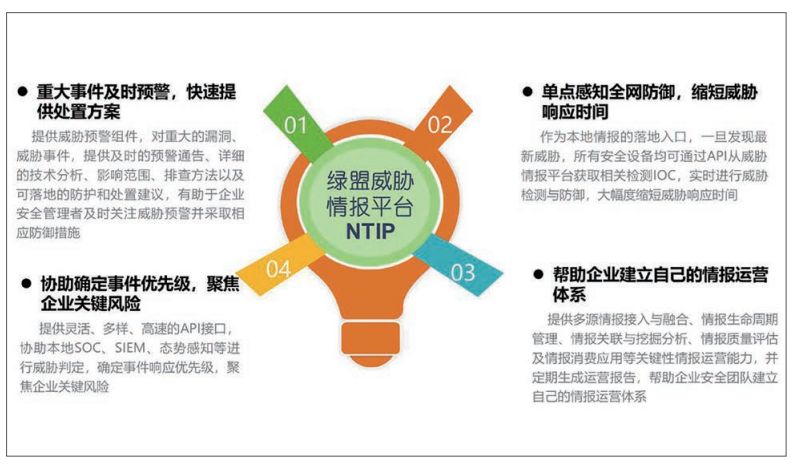 重大事件及时预警，快速提
供处置方案
提供威胁预警组件，对重大的漏洞、
威胁事件，提供及时的预警通告、详细
的技术分析、影响范围、排查方法以及
可落地的防护和处置建议，有助于企业
安全管理者及时关注威胁预警并采取相
应防御措施
01
02
绿盟威胁
情报平台
NTIP
04
03
单点感知全网防御，缩短威胁
响应时间
作为本地情报的落地入口，一旦发现最
新威胁，所有安全设备均可通过API从威胁
情报平台获取相关检测IOC，实时进行威胁
检测与防御，大幅度缩短威胁响应时间
协助确定事件优先级，聚焦
企业关键风险
提供灵活、多样、高速的API接口，
协助本地SOC、SIEM、态势感知等进
行威胁判定，确定事件响应优先级，聚
焦企业关键风险
帮助企业建立自己的情报运营
体系
提供多源情报接入与融合、情报生命周期
管理、情报关联与挖掘分析、情报质量评估
及情报消费应用等关键性情报运营能力，并
定期生成运营报告，帮助企业安全团队建立
自己的情报运营体系